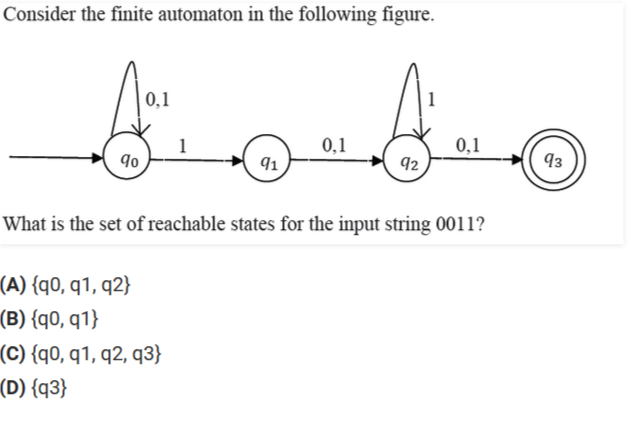 Consider the finite automaton in the following figure.
0,1
1
q0
1
q1
0,1
q2
0,1
q3
What is the set of reachable states for the input string 0011?
(A) {q0, q1, q2}
(B) {q0, q1}
(C) {q0, q1, q2, q3}
(D) {q3}